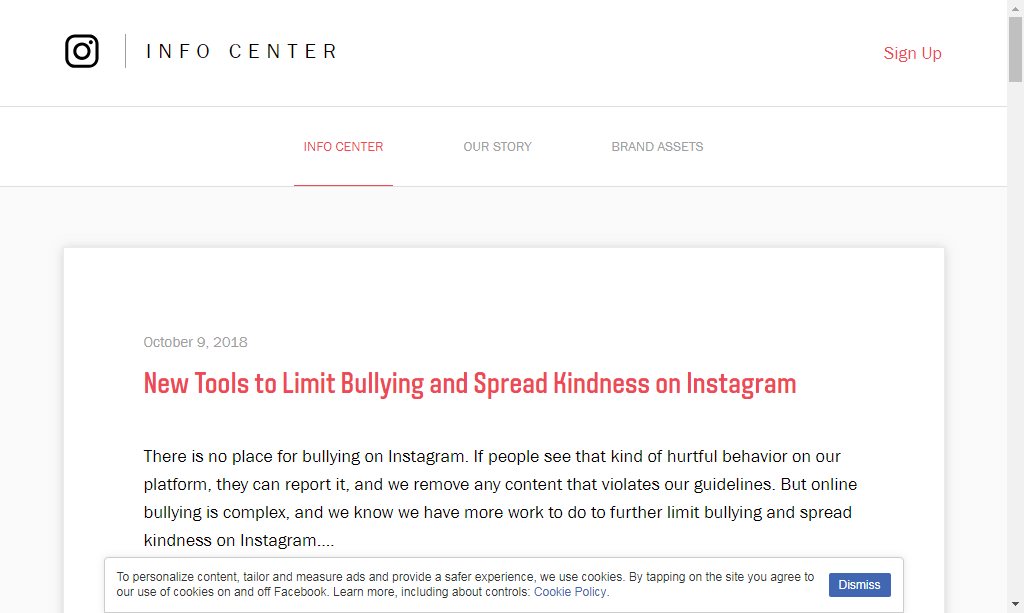 INFO CENTER
Sign Up
INFO CENTER
OUR STORY
BRAND ASSETS
October 9, 2018
New Tools to Limit Bullying and Spread Kindness on Instagram
There is no place for bullying on Instagram. If people see that kind of hurtful behavior on our
platform, they can report it, and we remove any content that violates our guidelines. But online
bullying is complex, and we know we have more work to do to further limit bullying and spread
kindness on Instagram....
To personalize content, tailor and measure ads and provide a safer experience, we use cookies. By tapping on the site you agree to
our use of cookies on and off Facebook. Learn more, including about controls: Cookie Policy.
Dismiss